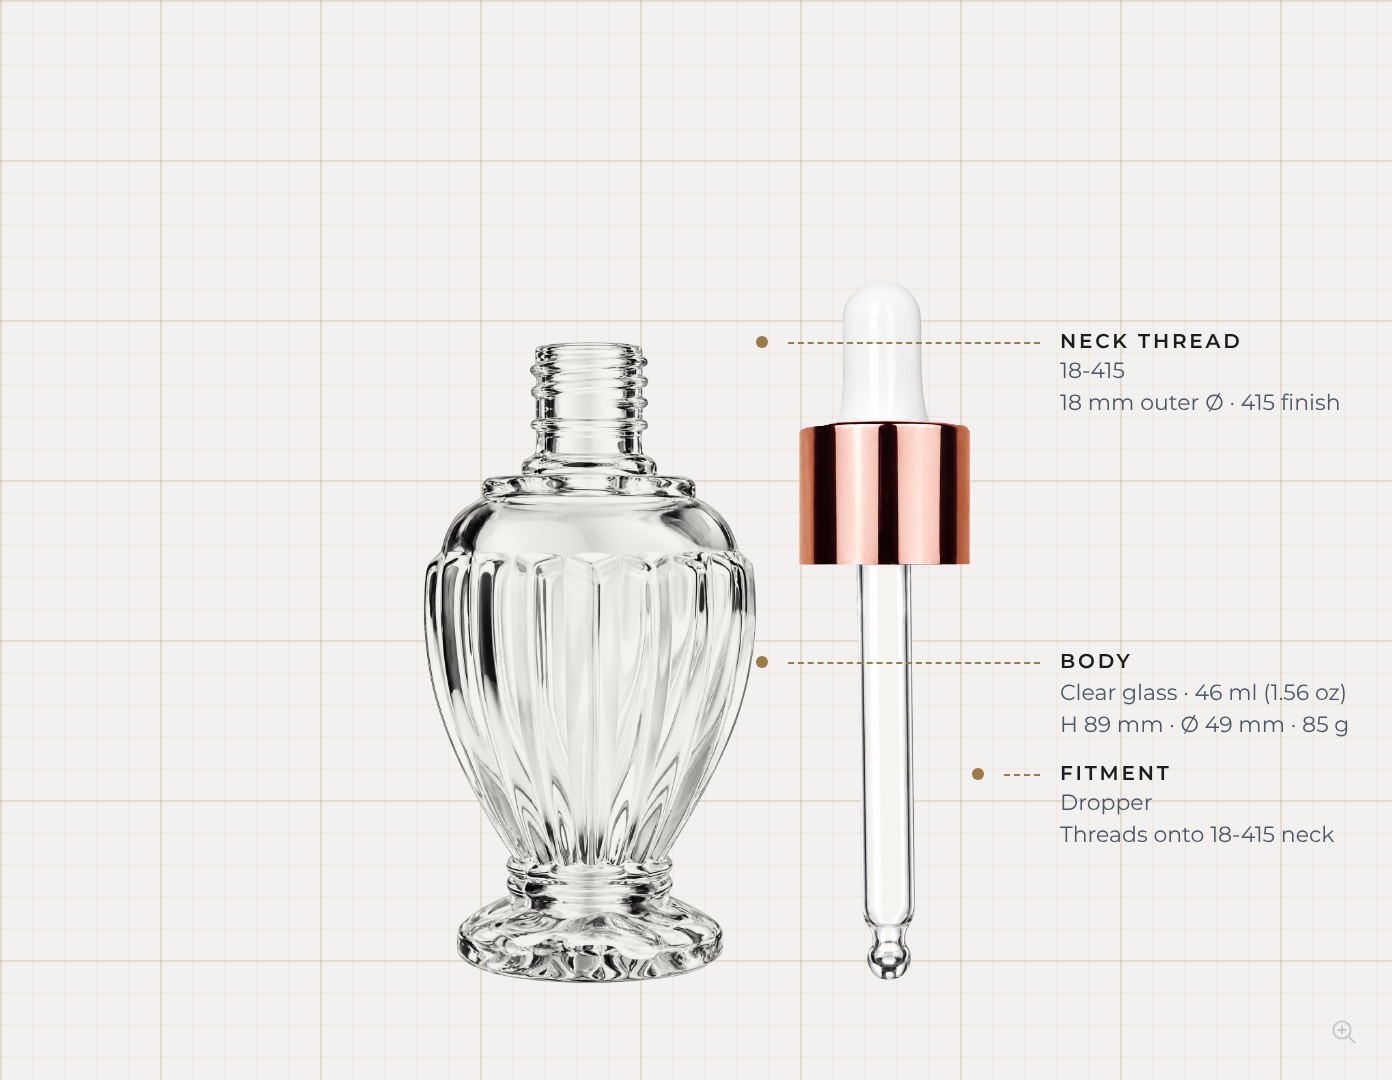 NECK THREAD
18-415
18 mm outer Ø · 415 finish
BODY
Clear glass · 46 ml (1.56 oz)
H 89 mm · Ø 49 mm · 85 g
FITMENT
Dropper
Threads onto 18-415 neck